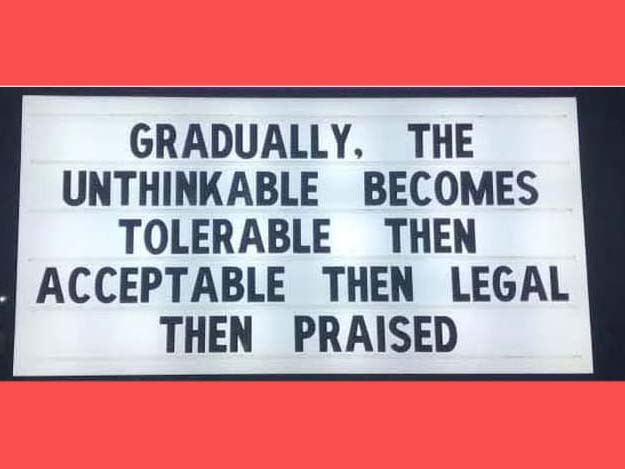 GRADUALLY, THE
UNTHINKABLE BECOMES
TOLERABLE THEN
ACCEPTABLE THEN LEGAL
THEN PRAISED